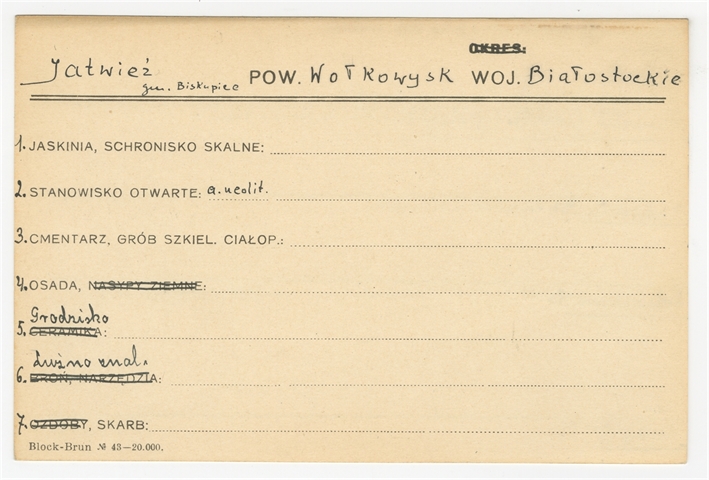 OKRES:
Jatwieź POW. Wołkowysk WOJ. Białostockie
gm. Biskupiec
1. JASKINIA, SCHRONISKO SKALNE:
2. STANOWISKO OTWARTE: a. neolit.
3. CMENTARZ, GRÓB SZKIEL. CIAŁOP.:
4. OSADA, NASYPY ZIEMNE:
Grodzisko
5. CERAMIKA:
Luźno znal.
6. BROŃ, NARZĘDZIA:
7. OZDOBY, SKARB:
Block-Brun № 43—20.000.